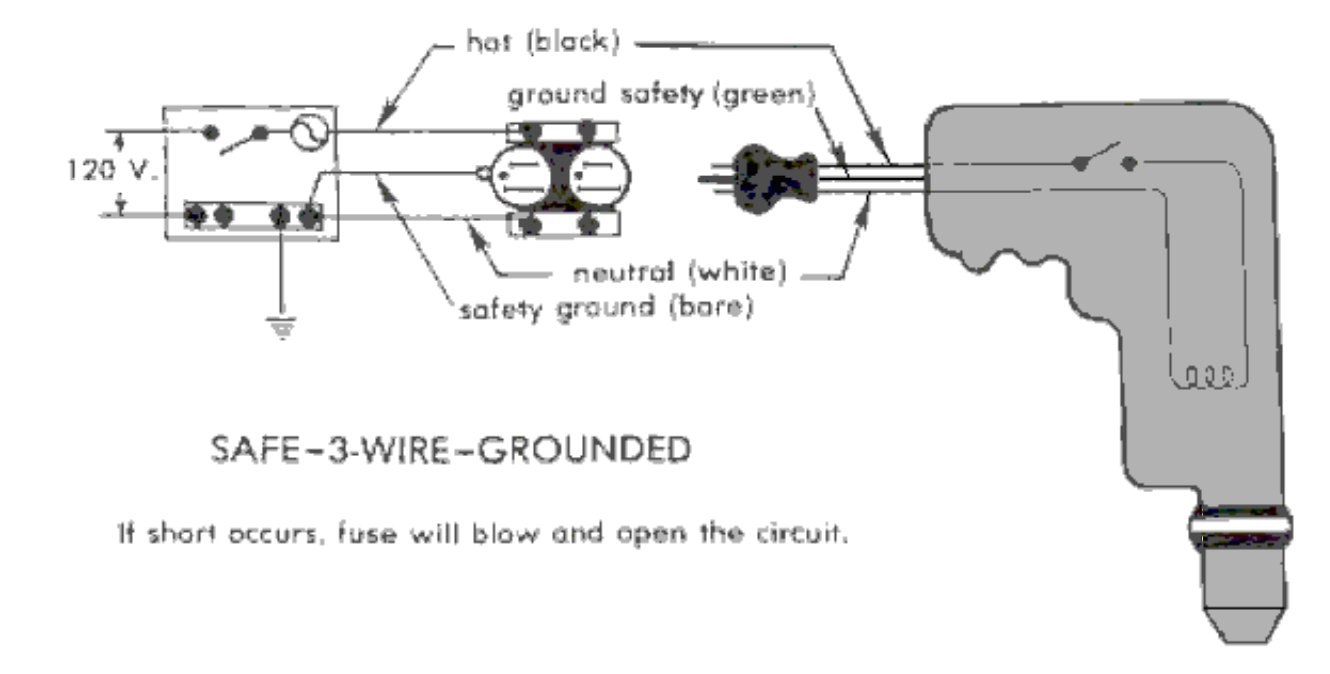 hot (black)
ground safety (green)
120 V.
neutral (white)
safety ground (bare)
SAFE-3-WIRE-GROUNDED
If short occurs, fuse will blow and open the circuit.